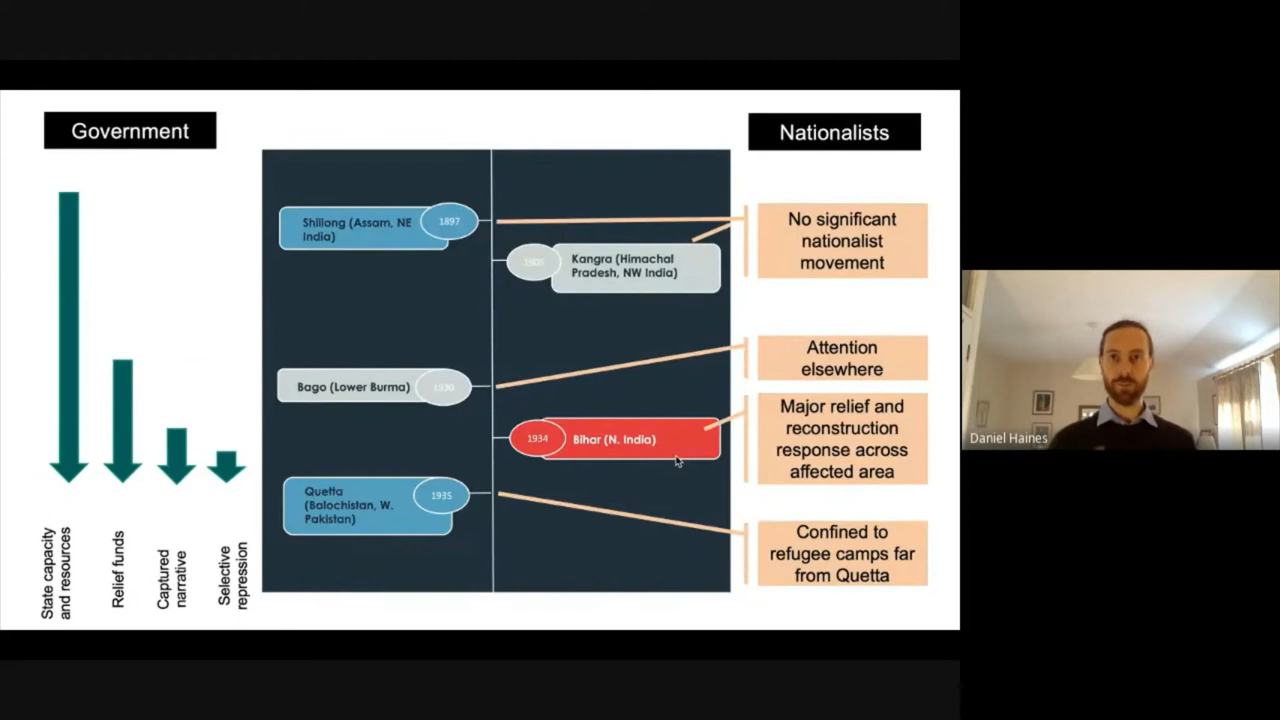 Government
Nationalists
Shillong (Assam, NE
India)
1897
No significant
nationalist
movement
1905
Kangra (Himachal
Pradesh, NW India)
Bago (Lower Burma)
1930
Attention
elsewhere
1934
Bihar (N. India)
Major relief and
reconstruction
response across
affected area
Quetta
(Balochistan, W.
Pakistan)
1935
Confined to
refugee camps far
from Quetta
State capacity
and resources
Relief funds
Captured
narrative
Selective
repression
Daniel Haines